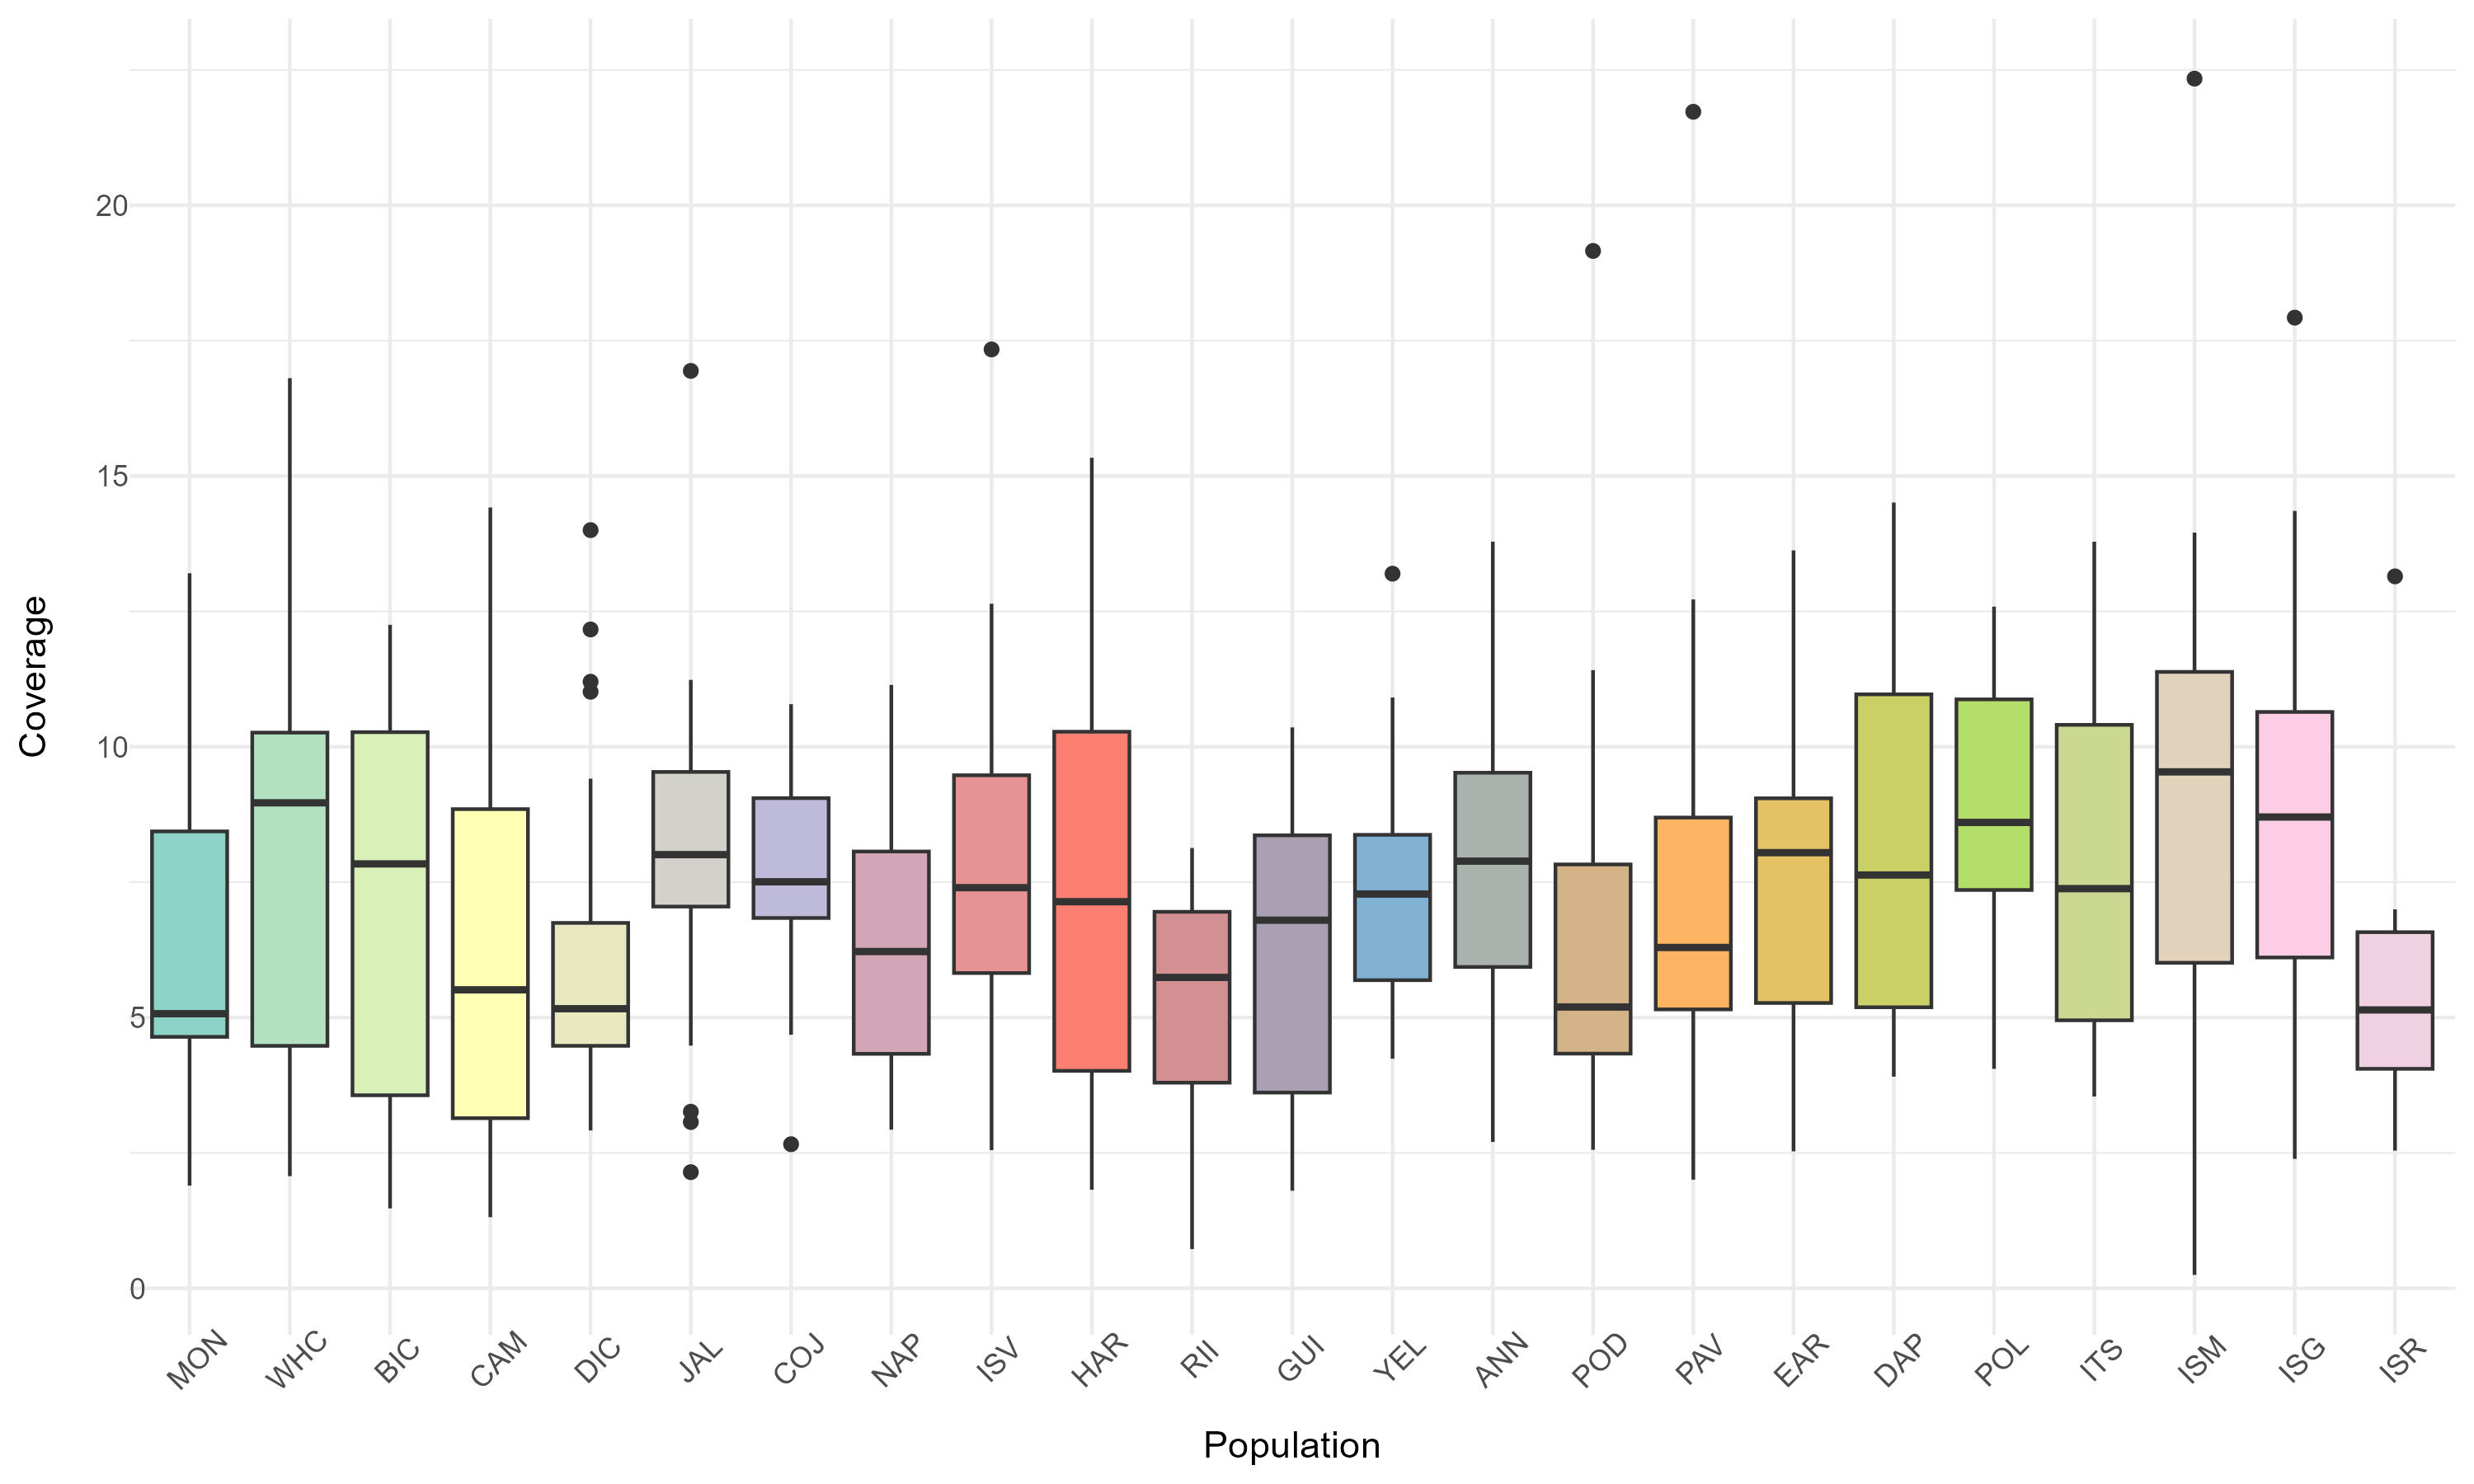 Coverage
20
15
10
5
0
MON WHC BIC CAM DIC JAL COJ NAP ISV HAR RII GUI YEL ANN POD PAV EAR DAP POL ITS ISM ISG ISR
Population